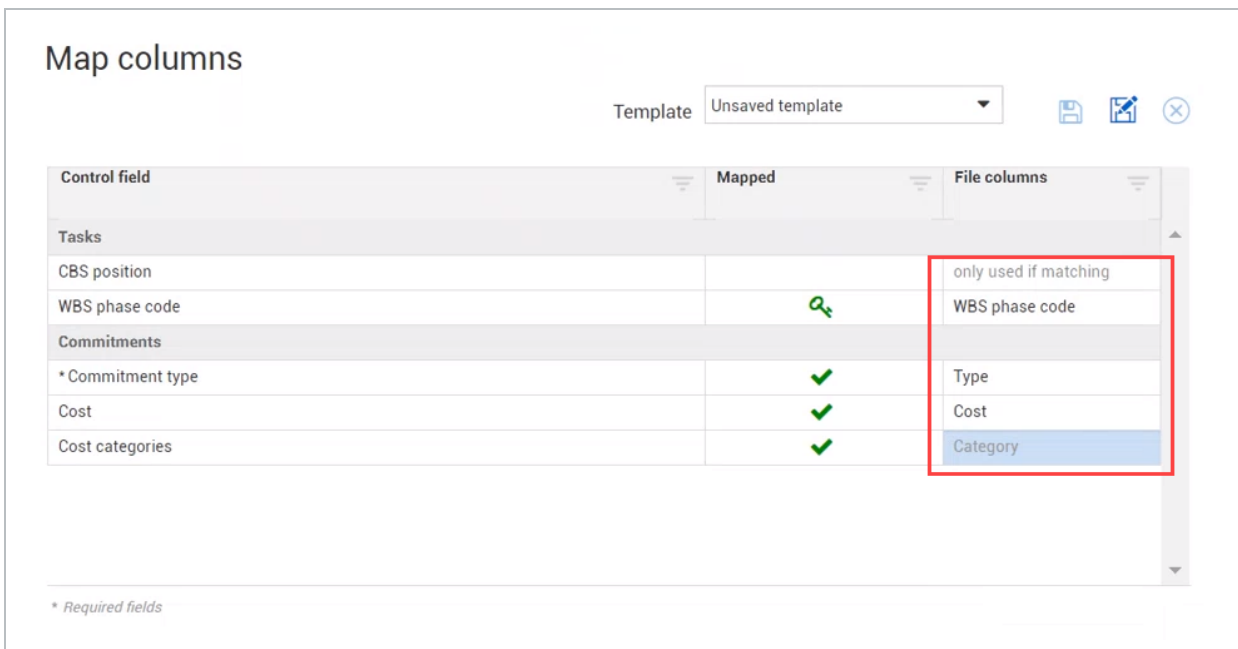 Map columns
Template Unsaved template
Control field Mapped File columns
Tasks
CBS position only used if matching
WBS phase code WBS phase code
Commitments
* Commitment type Type
Cost Cost
Cost categories Category
* Required fields